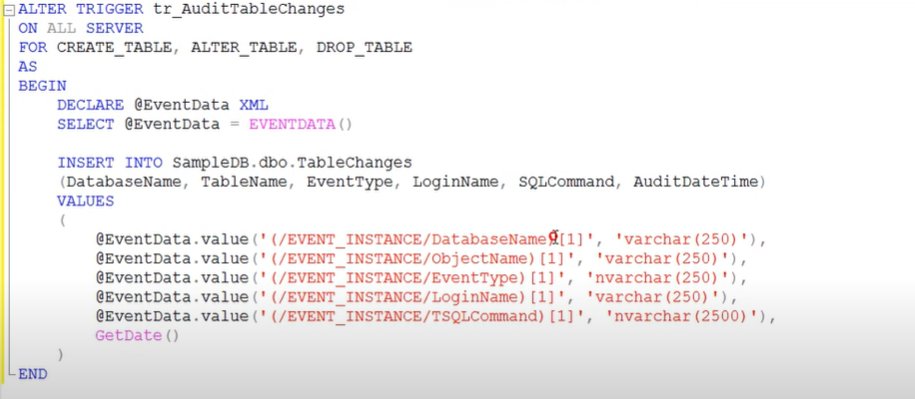 ALTER TRIGGER tr_AuditTableChanges
ON ALL SERVER
FOR CREATE_TABLE, ALTER_TABLE, DROP_TABLE
AS
BEGIN
    DECLARE @EventData XML
    SELECT @EventData = EVENTDATA()

    INSERT INTO SampleDB.dbo.TableChanges
    (DatabaseName, TableName, EventType, LoginName, SQLCommand, AuditDateTime)
    VALUES
    (
        @EventData.value('(/EVENT_INSTANCE/DatabaseName)[1]', 'varchar(250)'),
        @EventData.value('(/EVENT_INSTANCE/ObjectName)[1]', 'varchar(250)'),
        @EventData.value('(/EVENT_INSTANCE/EventType)[1]', 'nvarchar(250)'),
        @EventData.value('(/EVENT_INSTANCE/LoginName)[1]', 'varchar(250)'),
        @EventData.value('(/EVENT_INSTANCE/TSQLCommand)[1]', 'nvarchar(2500)'),
        GetDate()
    )
END